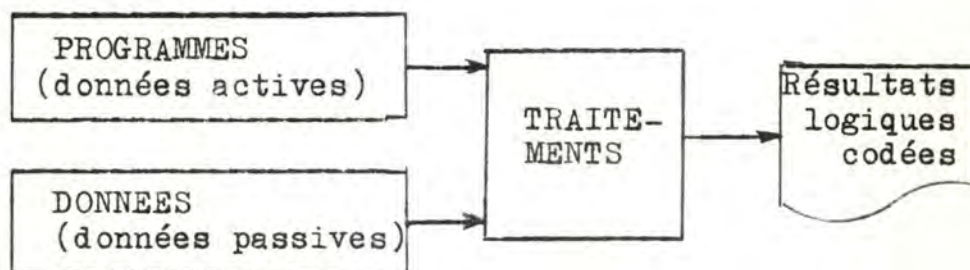 PROGRAMMES
(données actives)
DONNEES
(données passives)
TRAITE-
MENTS
Résultats
logiques
codées